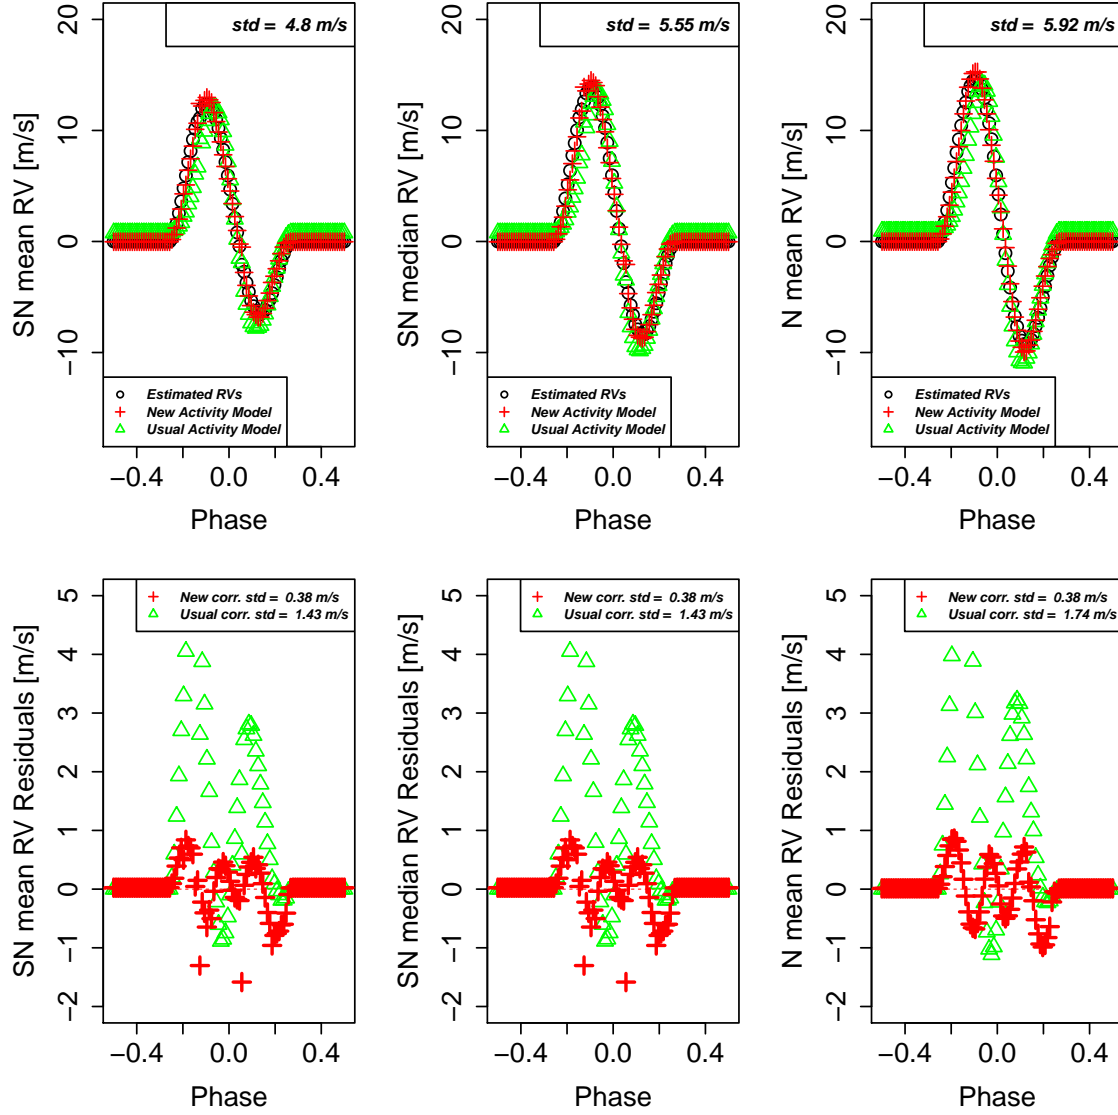 std = 4.8 m/s
SN mean RV [m/s]
20
10
0
−10
Estimated RVs
New Activity Model
Usual Activity Model
−0.4
0.0
0.4
Phase
std = 5.55 m/s
SN median RV [m/s]
20
10
0
−10
Estimated RVs
New Activity Model
Usual Activity Model
−0.4
0.0
0.4
Phase
std = 5.92 m/s
N mean RV [m/s]
20
10
0
−10
Estimated RVs
New Activity Model
Usual Activity Model
−0.4
0.0
0.4
Phase
New corr. std = 0.38 m/s
Usual corr. std = 1.43 m/s
SN mean RV Residuals [m/s]
5
4
3
2
1
0
−1
−2
−0.4
0.0
0.4
Phase
New corr. std = 0.38 m/s
Usual corr. std = 1.43 m/s
SN median RV Residuals [m/s]
5
4
3
2
1
0
−1
−2
−0.4
0.0
0.4
Phase
New corr. std = 0.38 m/s
Usual corr. std = 1.74 m/s
N mean RV Residuals [m/s]
5
4
3
2
1
0
−1
−2
−0.4
0.0
0.4
Phase